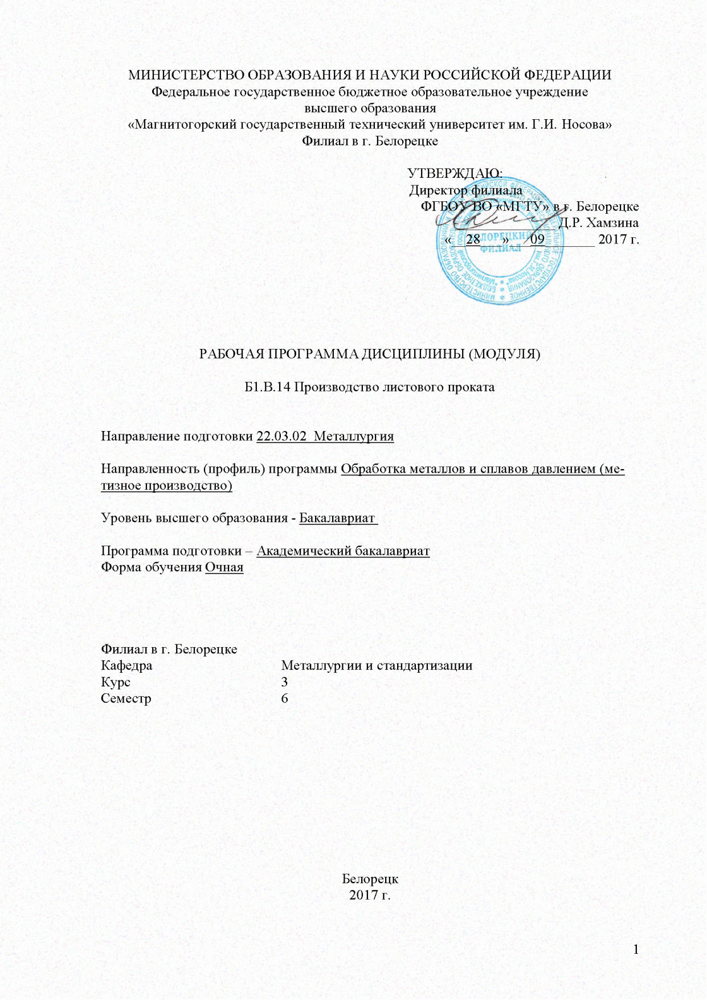 МИНИСТЕРСТВО ОБРАЗОВАНИЯ И НАУКИ РОССИЙСКОЙ ФЕДЕРАЦИИ
Федеральное государственное бюджетное образовательное учреждение
высшего образования
«Магнитогорский государственный технический университет им. Г.И. Носова»
Филиал в г. Белорецке
УТВЕРЖДАЮ:
Директор филиала
ФГБОУ ВО «МГТУ» в г. Белорецке
Д.Р. Хамзина
« 28 » 09 2017 г.
БЕЛОРЕЦКИЙ
ФИЛИАЛ
РАБОЧАЯ ПРОГРАММА ДИСЦИПЛИНЫ (МОДУЛЯ)
Б1.В.14 Производство листового проката
Направление подготовки 22.03.02 Металлургия
Направленность (профиль) программы Обработка металлов и сплавов давлением (ме-
тизное производство)
Уровень высшего образования - Бакалавриат
Программа подготовки – Академический бакалавриат
Форма обучения Очная
Филиал в г. Белорецке
Кафедра Металлургии и стандартизации
Курс 3
Семестр 6
Белорецк
2017 г.
1